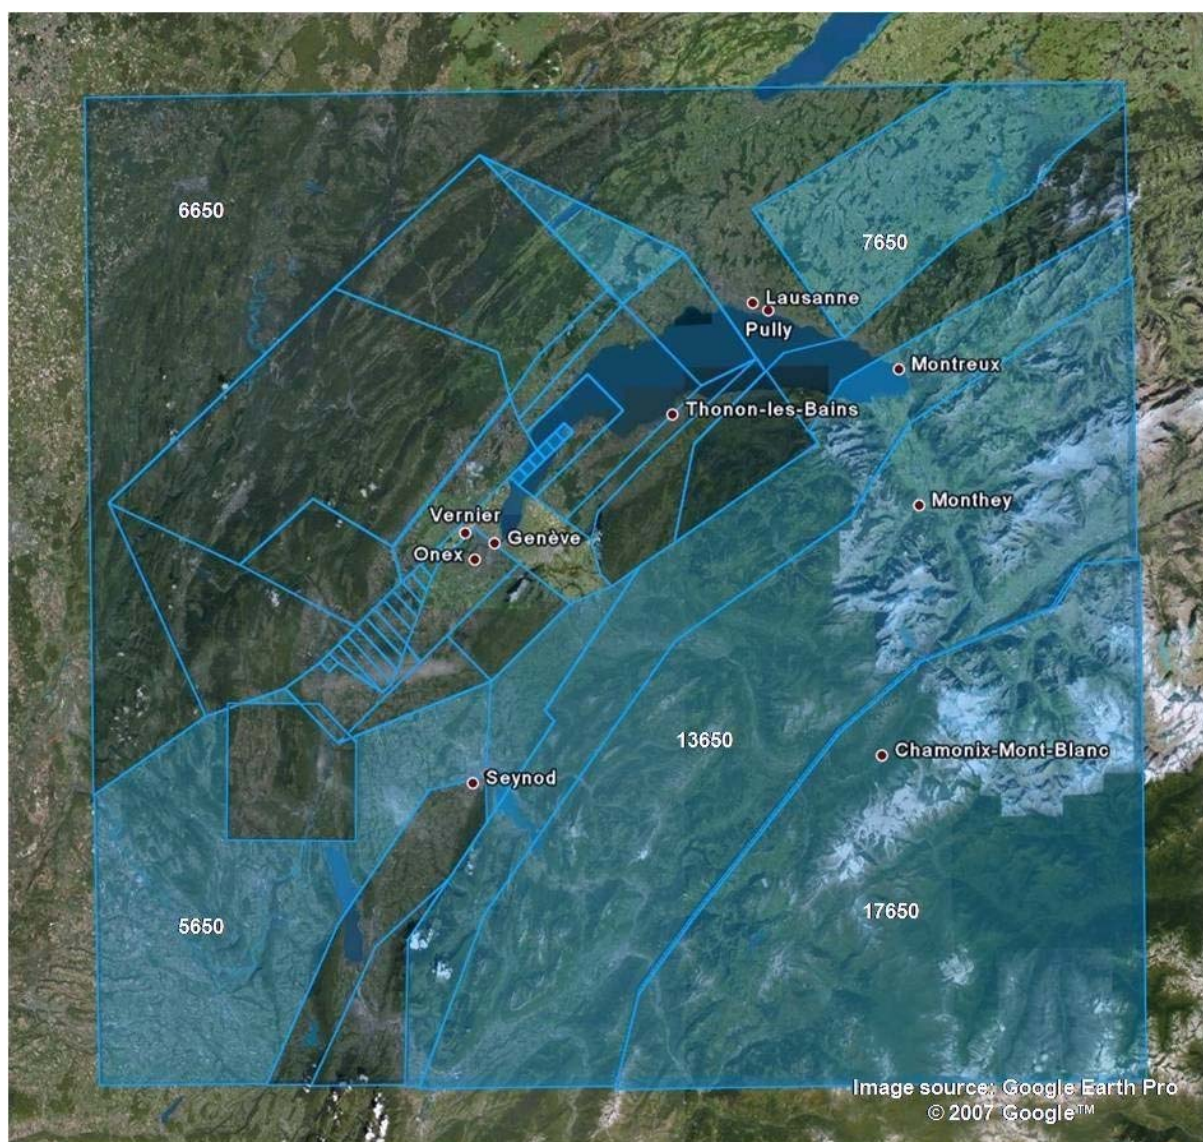 6650
7650
Lausanne
Pully
Montreux
Thonon-les-Bains
Monthey
Vernier
Genève
Onex
13650
Chamonix-Mont-Blanc
Seynod
17650
5650
Image source: Google Earth Pro
© 2007 Google™